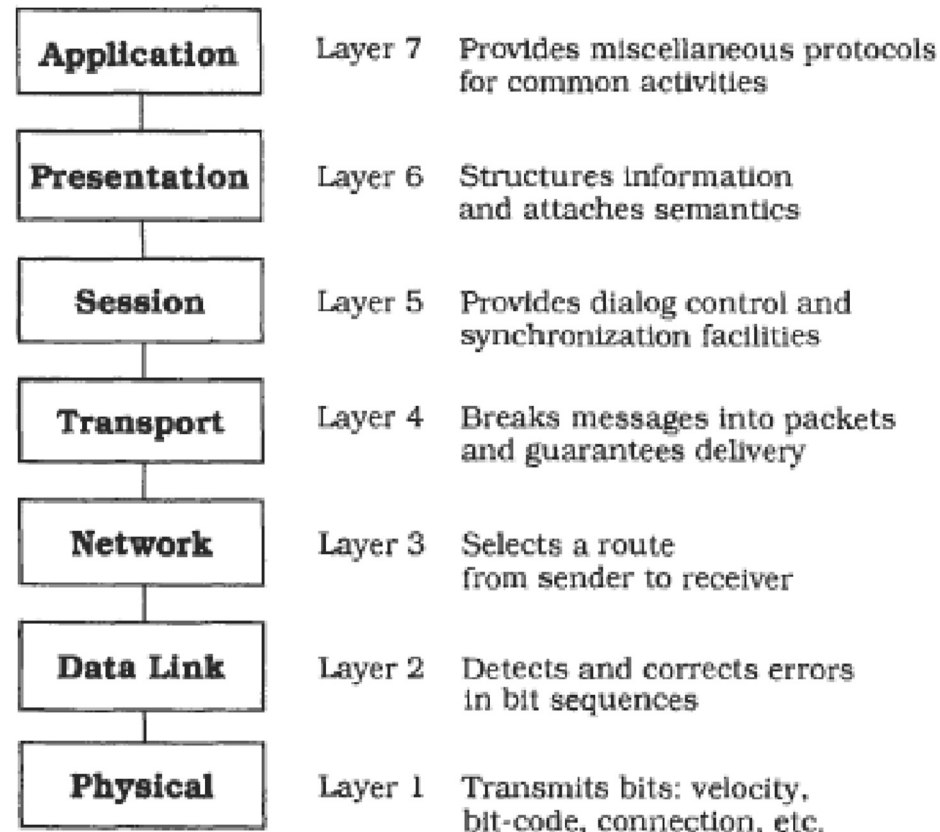 Application
Layer 7
Provides miscellaneous protocols
for common activities
Presentation
Layer 6
Structures information
and attaches semantics
Session
Layer 5
Provides dialog control and
synchronization facilities
Transport
Layer 4
Breaks messages into packets
and guarantees delivery
Network
Layer 3
Selects a route
from sender to receiver
Data Link
Layer 2
Detects and corrects errors
in bit sequences
Physical
Layer 1
Transmits bits: velocity,
bit-code, connection, etc.